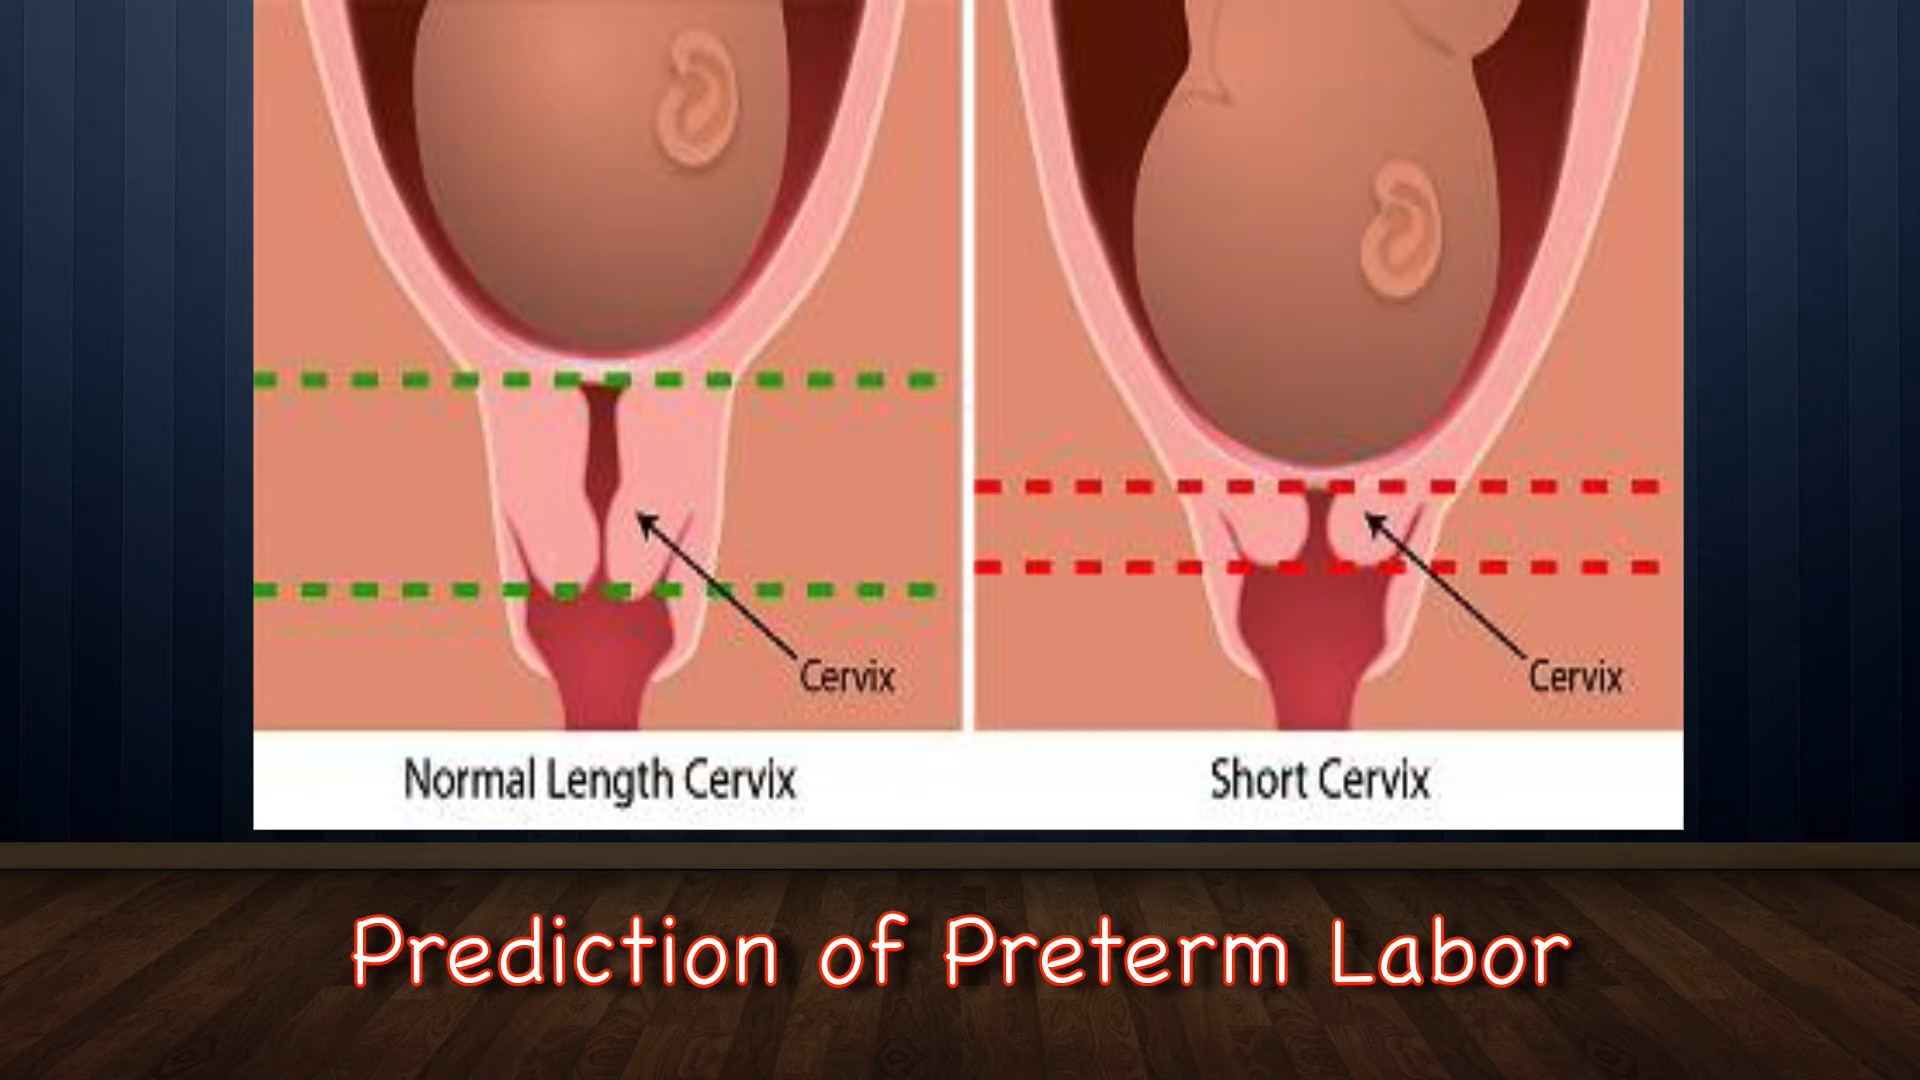 Cervix
Cervix
Normal Length Cervix
Short Cervix
Prediction of Preterm Labor